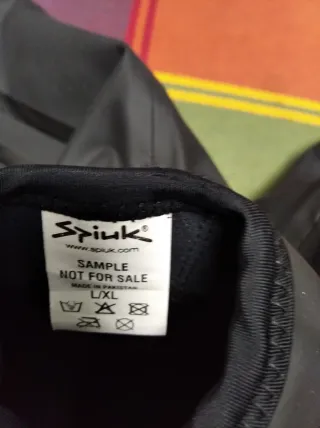 Spiuk
www.spiuk.com
SAMPLE
NOT FOR SALE
MADE IN PAKISTAN
L/XL